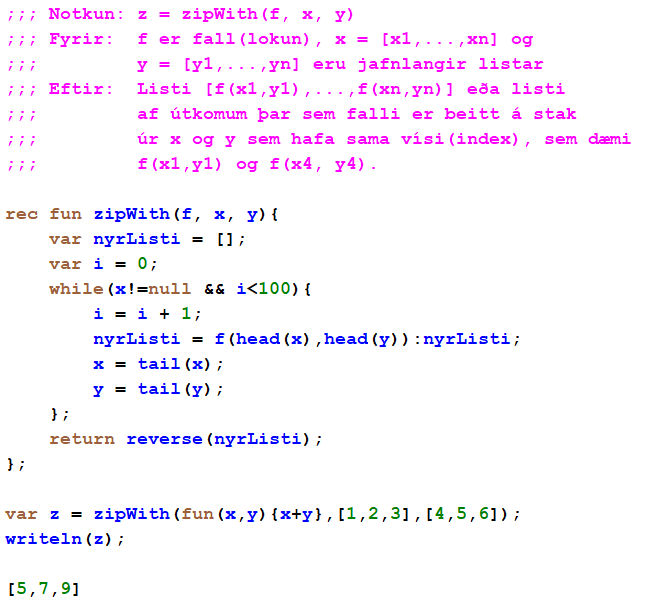 ;;; Notkun: z = zipWith(f, x, y)
;;; Fyrir:  f er fall(lokun), x = [x1,...,xn] og
;;;         y = [y1,...,yn] eru jafnlangir listar
;;; Eftir:  Listi [f(x1,y1),...,f(xn,yn)] eða listi
;;;         af útkomum þar sem falli er beitt á stak
;;;         úr x og y sem hafa sama vísi(index), sem dæmi
;;;         f(x1,y1) og f(x4, y4).
rec fun zipWith(f, x, y){
    var nyrListi = [];
    var i = 0;
    while(x!=null && i<100){
        i = i + 1;
        nyrListi = f(head(x),head(y)):nyrListi;
        x = tail(x);
        y = tail(y);
    };
    return reverse(nyrListi);
};
var z = zipWith(fun(x,y){x+y},[1,2,3],[4,5,6]);
writeln(z);
[5,7,9]